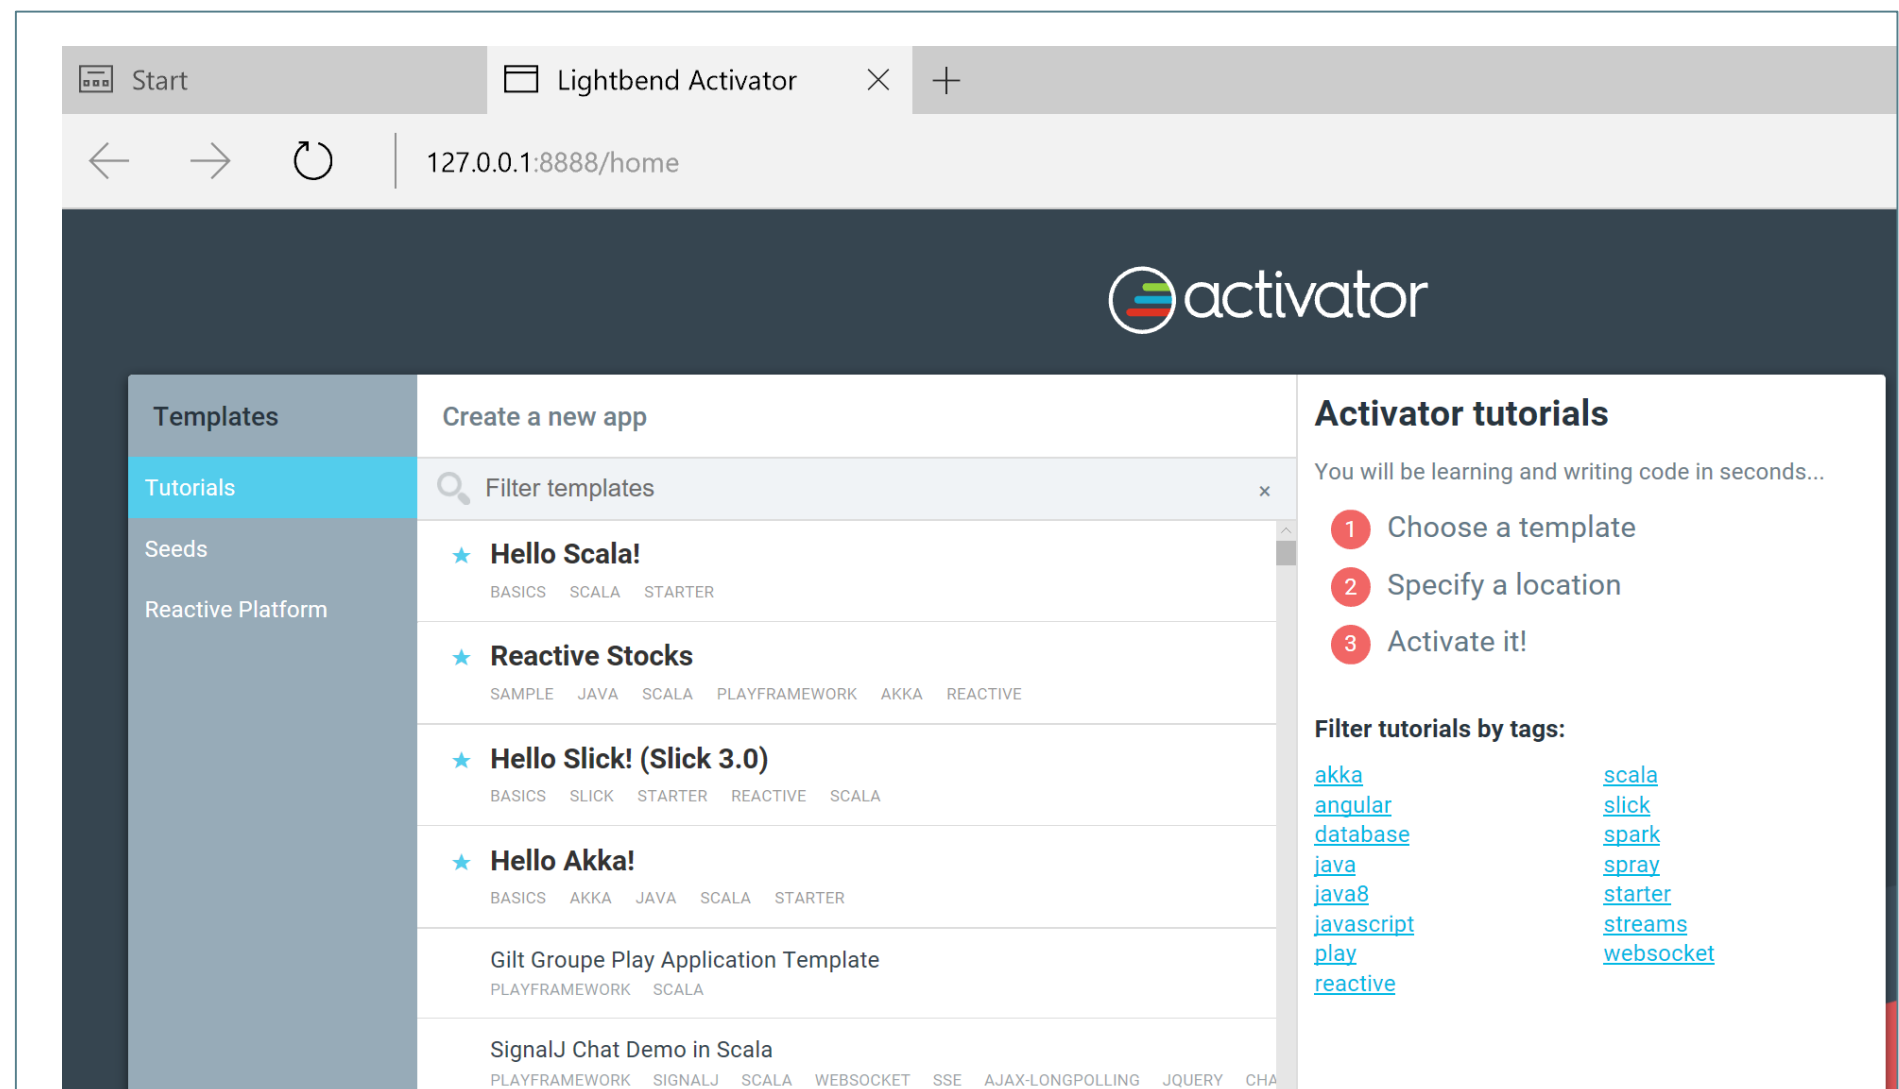 Start
Lightbend Activator
127.0.0.1:8888/home
activator
Templates
Tutorials
Seeds
Reactive Platform
Create a new app
Filter templates
Hello Scala!
BASICS SCALA STARTER
Reactive Stocks
SAMPLE JAVA SCALA PLAYFRAMEWORK AKKA REACTIVE
Hello Slick! (Slick 3.0)
BASICS SLICK STARTER REACTIVE SCALA
Hello Akka!
BASICS AKKA JAVA SCALA STARTER
Gilt Groupe Play Application Template
PLAYFRAMEWORK SCALA
SignalJ Chat Demo in Scala
PLAYFRAMEWORK SIGNALJ SCALA WEBSOCKET SSE AJAX-LONGPOLLING JQUERY CHA
Activator tutorials
You will be learning and writing code in seconds...
1 Choose a template
2 Specify a location
3 Activate it!
Filter tutorials by tags:
akka
angular
database
java
java8
javascript
play
reactive
scala
slick
spark
spray
starter
streams
websocket